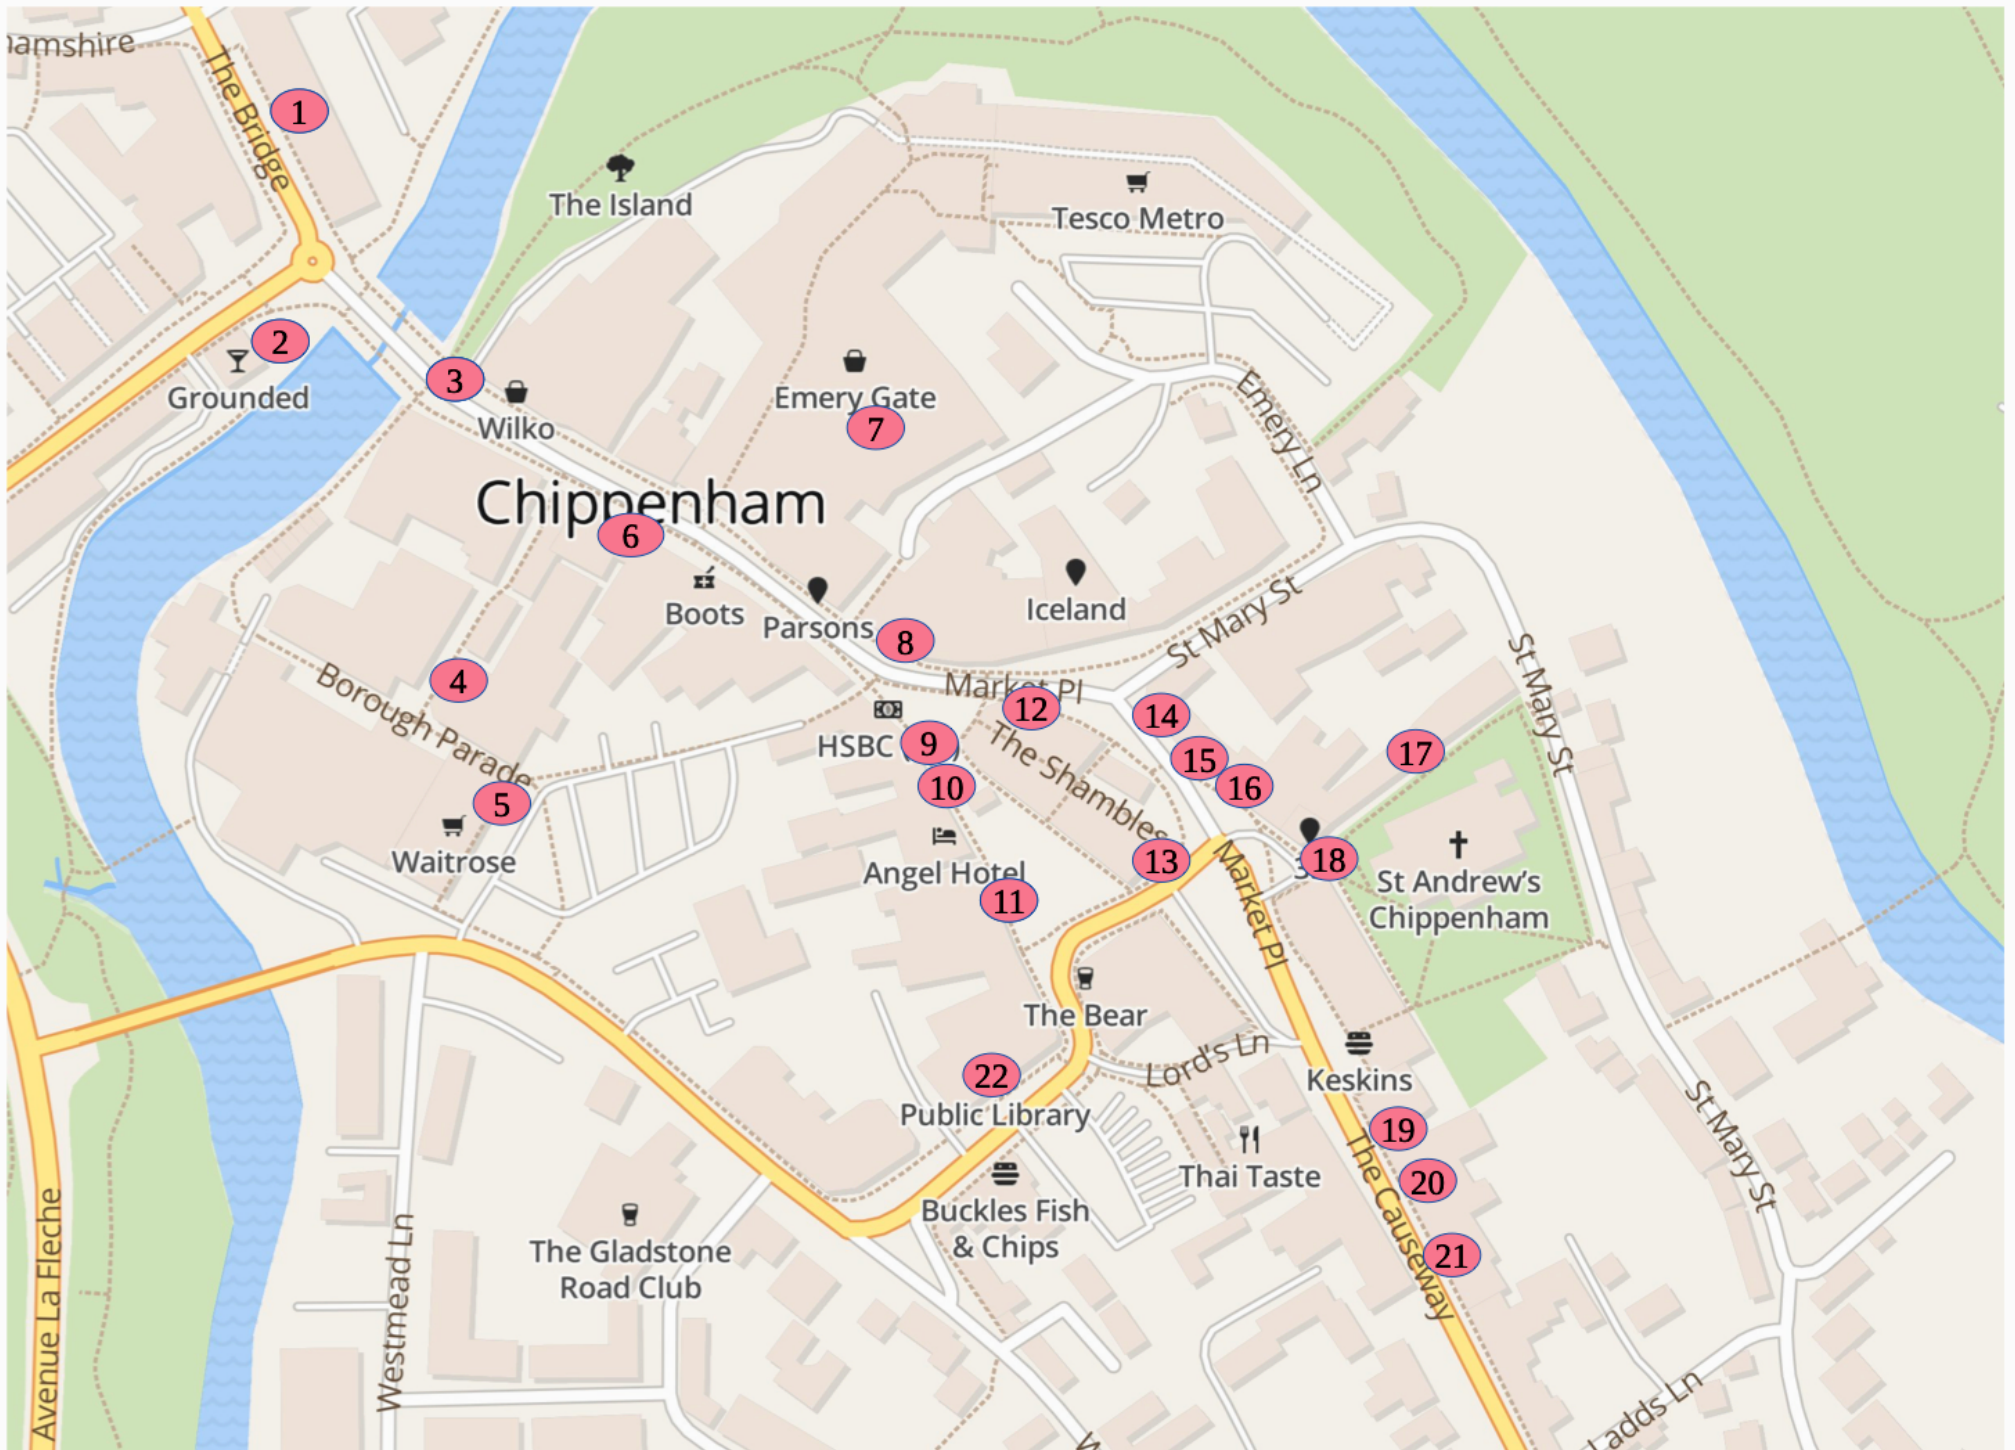 hamshire
The Bridge
1
The Island
Tesco Metro
2
Grounded
3
Wilko
Emery Gate
7
Emery Ln
Chippenham
6
Boots
Parsons
8
Iceland
St Mary St
St Mary St
4
Borough Parade
Market Pl
12
14
HSBC
9
10
The Shambles
15
16
17
5
Waitrose
Angel Hotel
11
13
18
St Andrew’s
Chippenham
Market Pl
The Bear
Lord's Ln
Keskins
22
Public Library
19
20
21
The Causeway
Thai Taste
St Mary St
Buckles Fish
& Chips
The Gladstone
Road Club
Avenue La Fleche
Westmead Ln
Ladds Ln